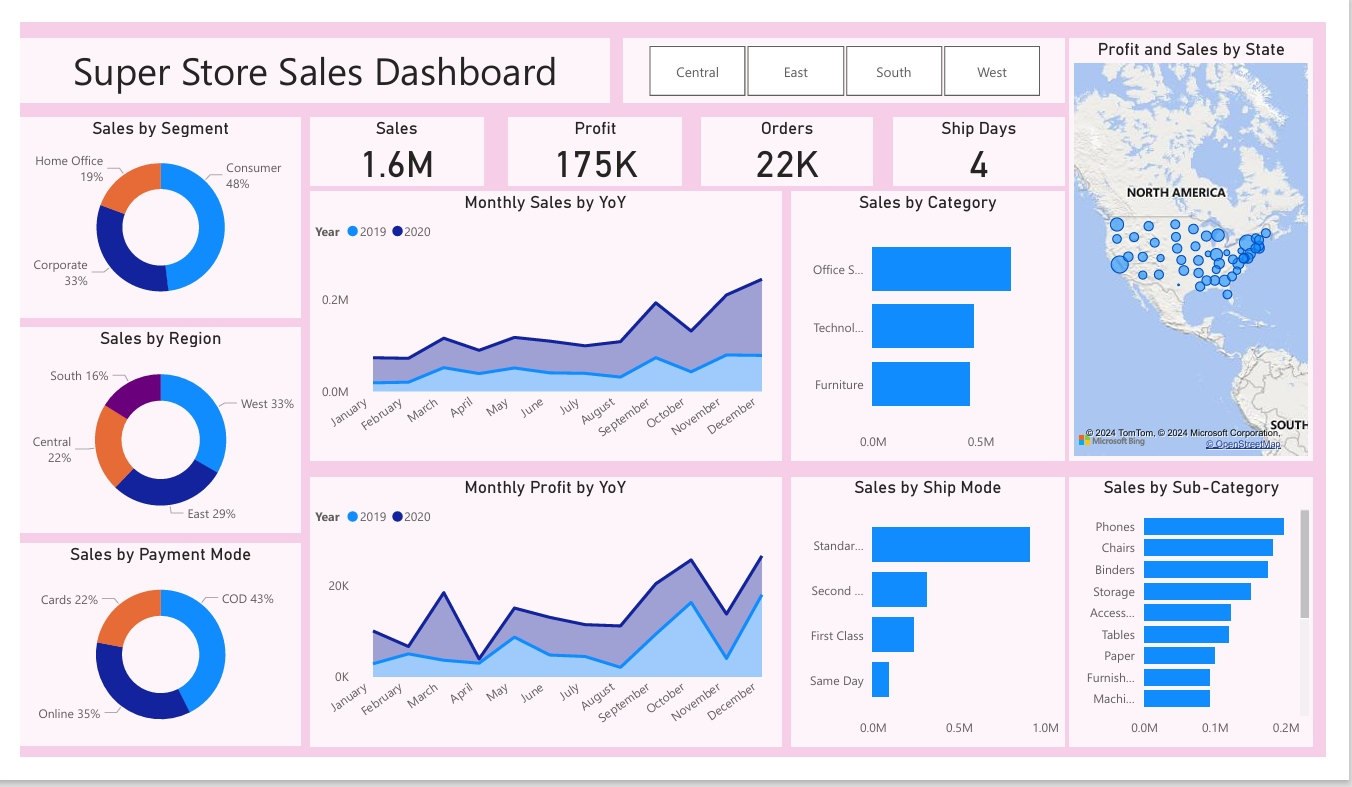 Super Store Sales Dashboard
Central
East
South
West
Profit and Sales by State
NORTH AMERICA
SOUTH
© 2024 TomTom, © 2024 Microsoft Corporation,
Microsoft Bing
© OpenStreetMap
Sales by Segment
Home Office
19%
Consumer
48%
Corporate
33%
Sales
1.6M
Profit
175K
Orders
22K
Ship Days
4
Monthly Sales by YoY
Year 2019 2020
0.2M
0.0M
January
February
March
April
May
June
July
August
September
October
November
December
Sales by Category
Office S...
Technol...
Furniture
0.0M 0.5M
Sales by Region
South 16%
West 33%
Central
22%
East 29%
Sales by Payment Mode
Cards 22%
COD 43%
Online 35%
Monthly Profit by YoY
Year 2019 2020
20K
0K
January
February
March
April
May
June
July
August
September
October
November
December
Sales by Ship Mode
Standar...
Second ...
First Class
Same Day
0.0M 0.5M 1.0M
Sales by Sub-Category
Phones
Chairs
Binders
Storage
Access...
Tables
Paper
Furnish...
Machi...
0.0M 0.1M 0.2M